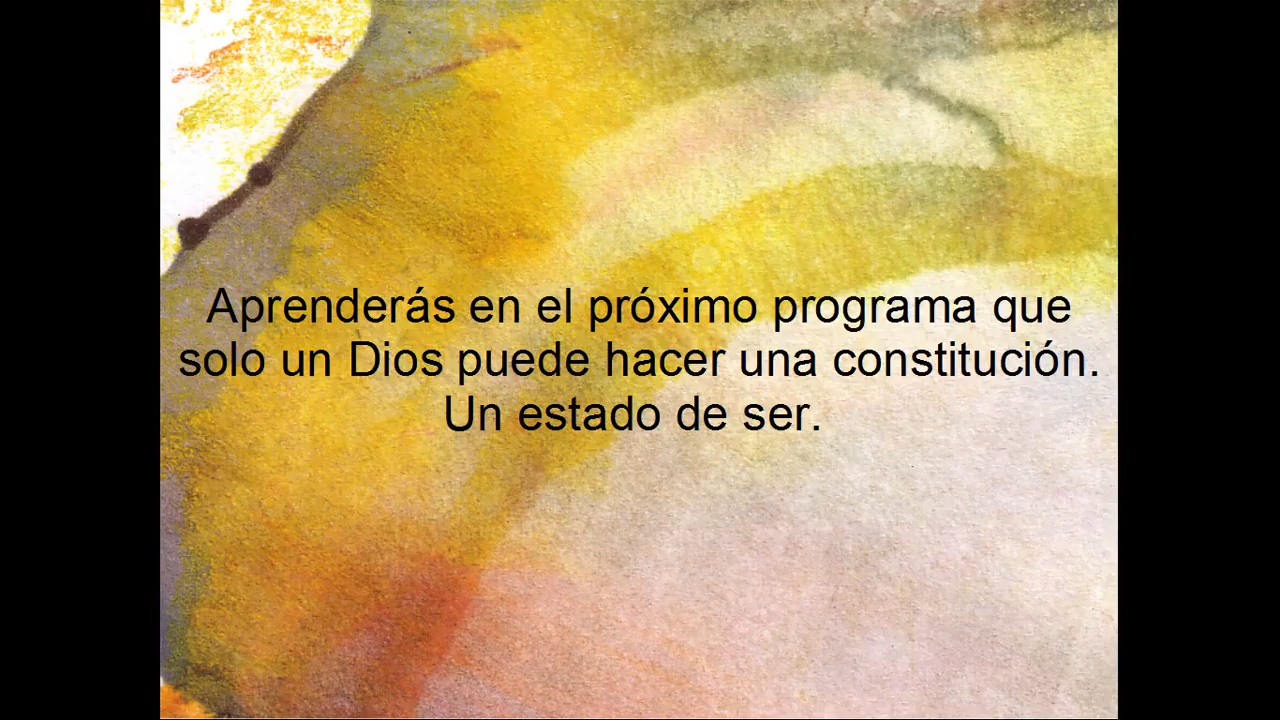 Aprenderás en el próximo programa que
solo un Dios puede hacer una constitución.
Un estado de ser.